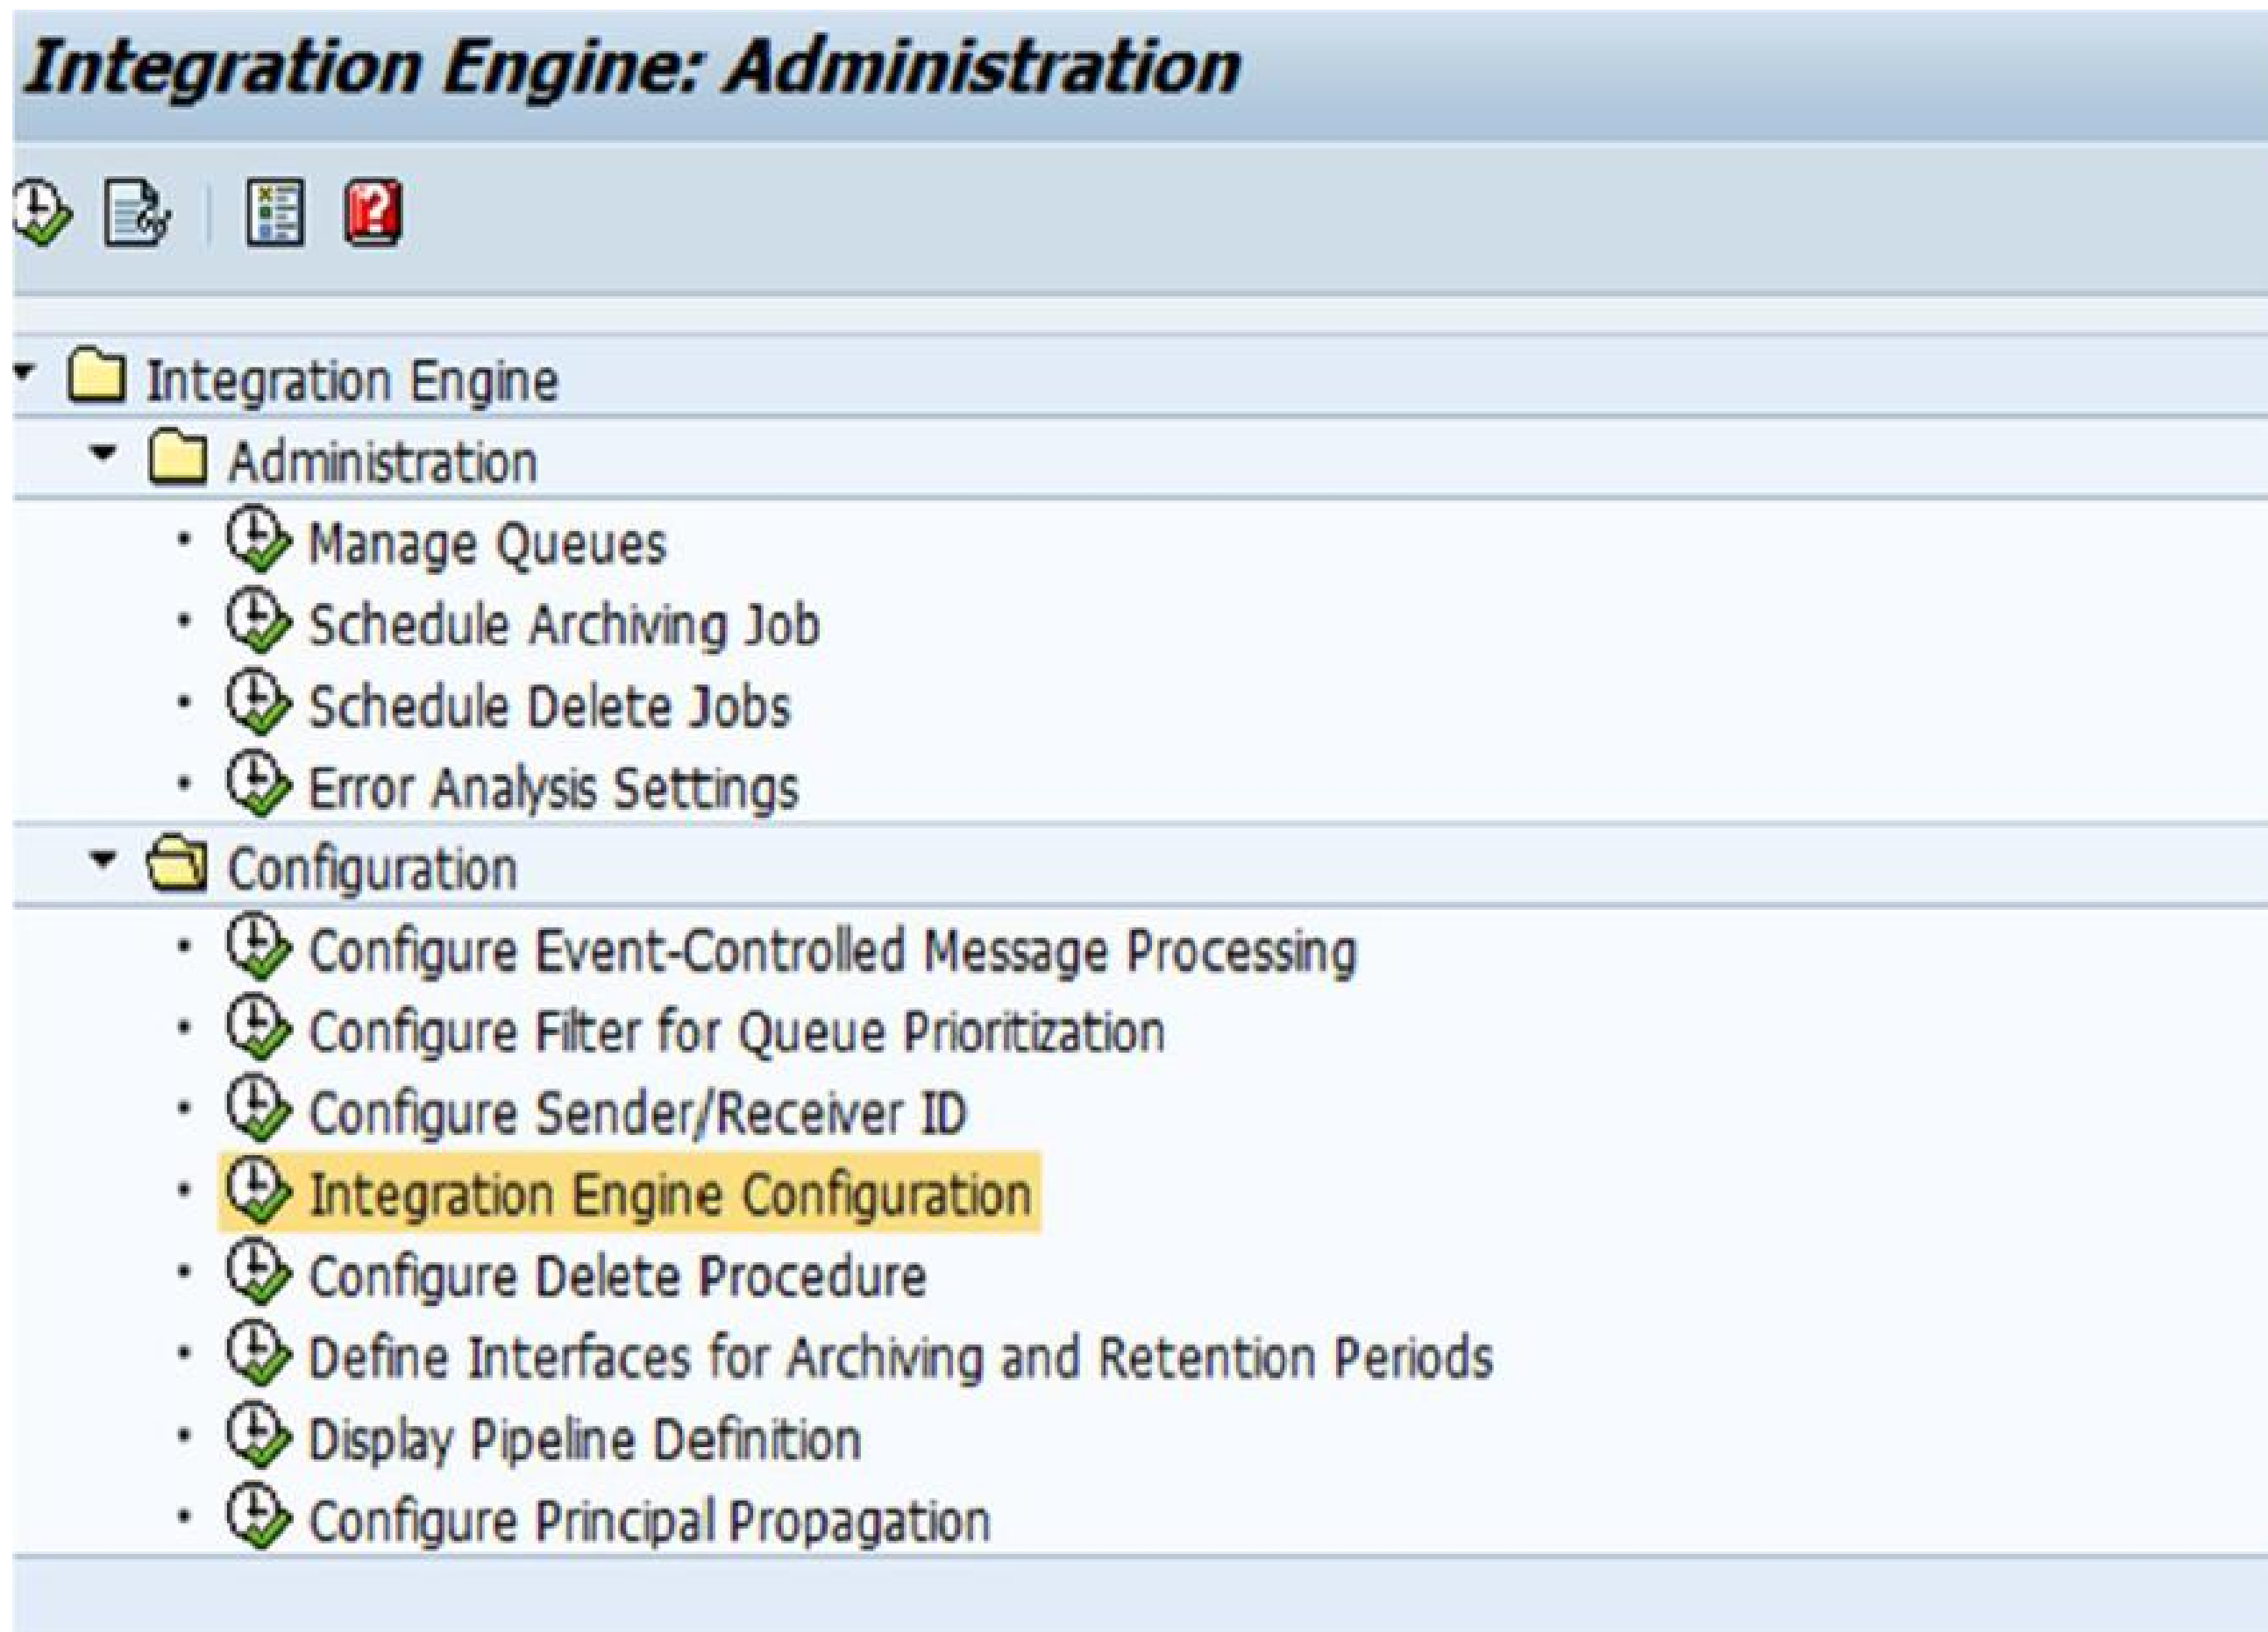 Integration Engine: Administration
Integration Engine
Administration
Manage Queues
Schedule Archiving Job
Schedule Delete Jobs
Error Analysis Settings
Configuration
Configure Event-Controlled Message Processing
Configure Filter for Queue Prioritization
Configure Sender/Receiver ID
Integration Engine Configuration
Configure Delete Procedure
Define Interfaces for Archiving and Retention Periods
Display Pipeline Definition
Configure Principal Propagation